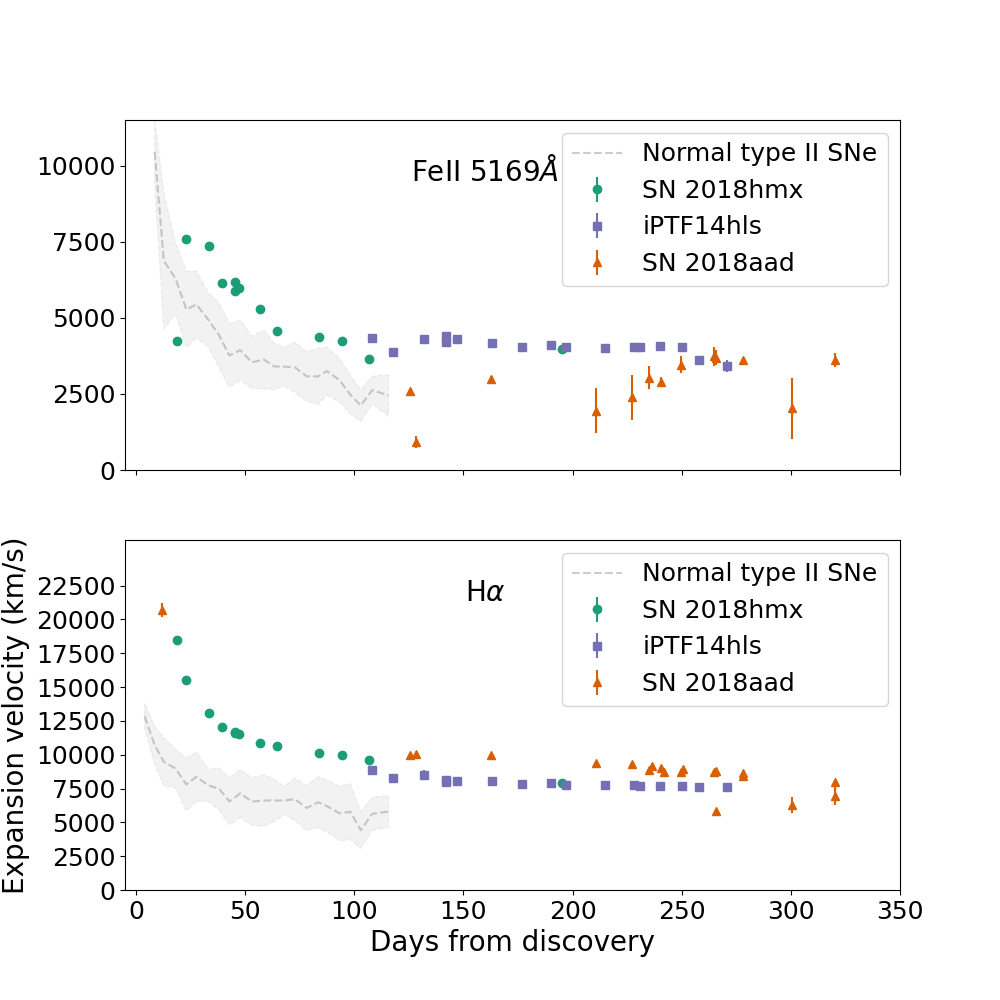 FeII 5169Å
Normal type II SNe
SN 2018hmx
iPTF14hls
SN 2018aad
10000
7500
5000
2500
0
Hα
Normal type II SNe
SN 2018hmx
iPTF14hls
SN 2018aad
Expansion velocity (km/s)
22500
20000
17500
15000
12500
10000
7500
5000
2500
0
0 50 100 150 200 250 300 350
Days from discovery